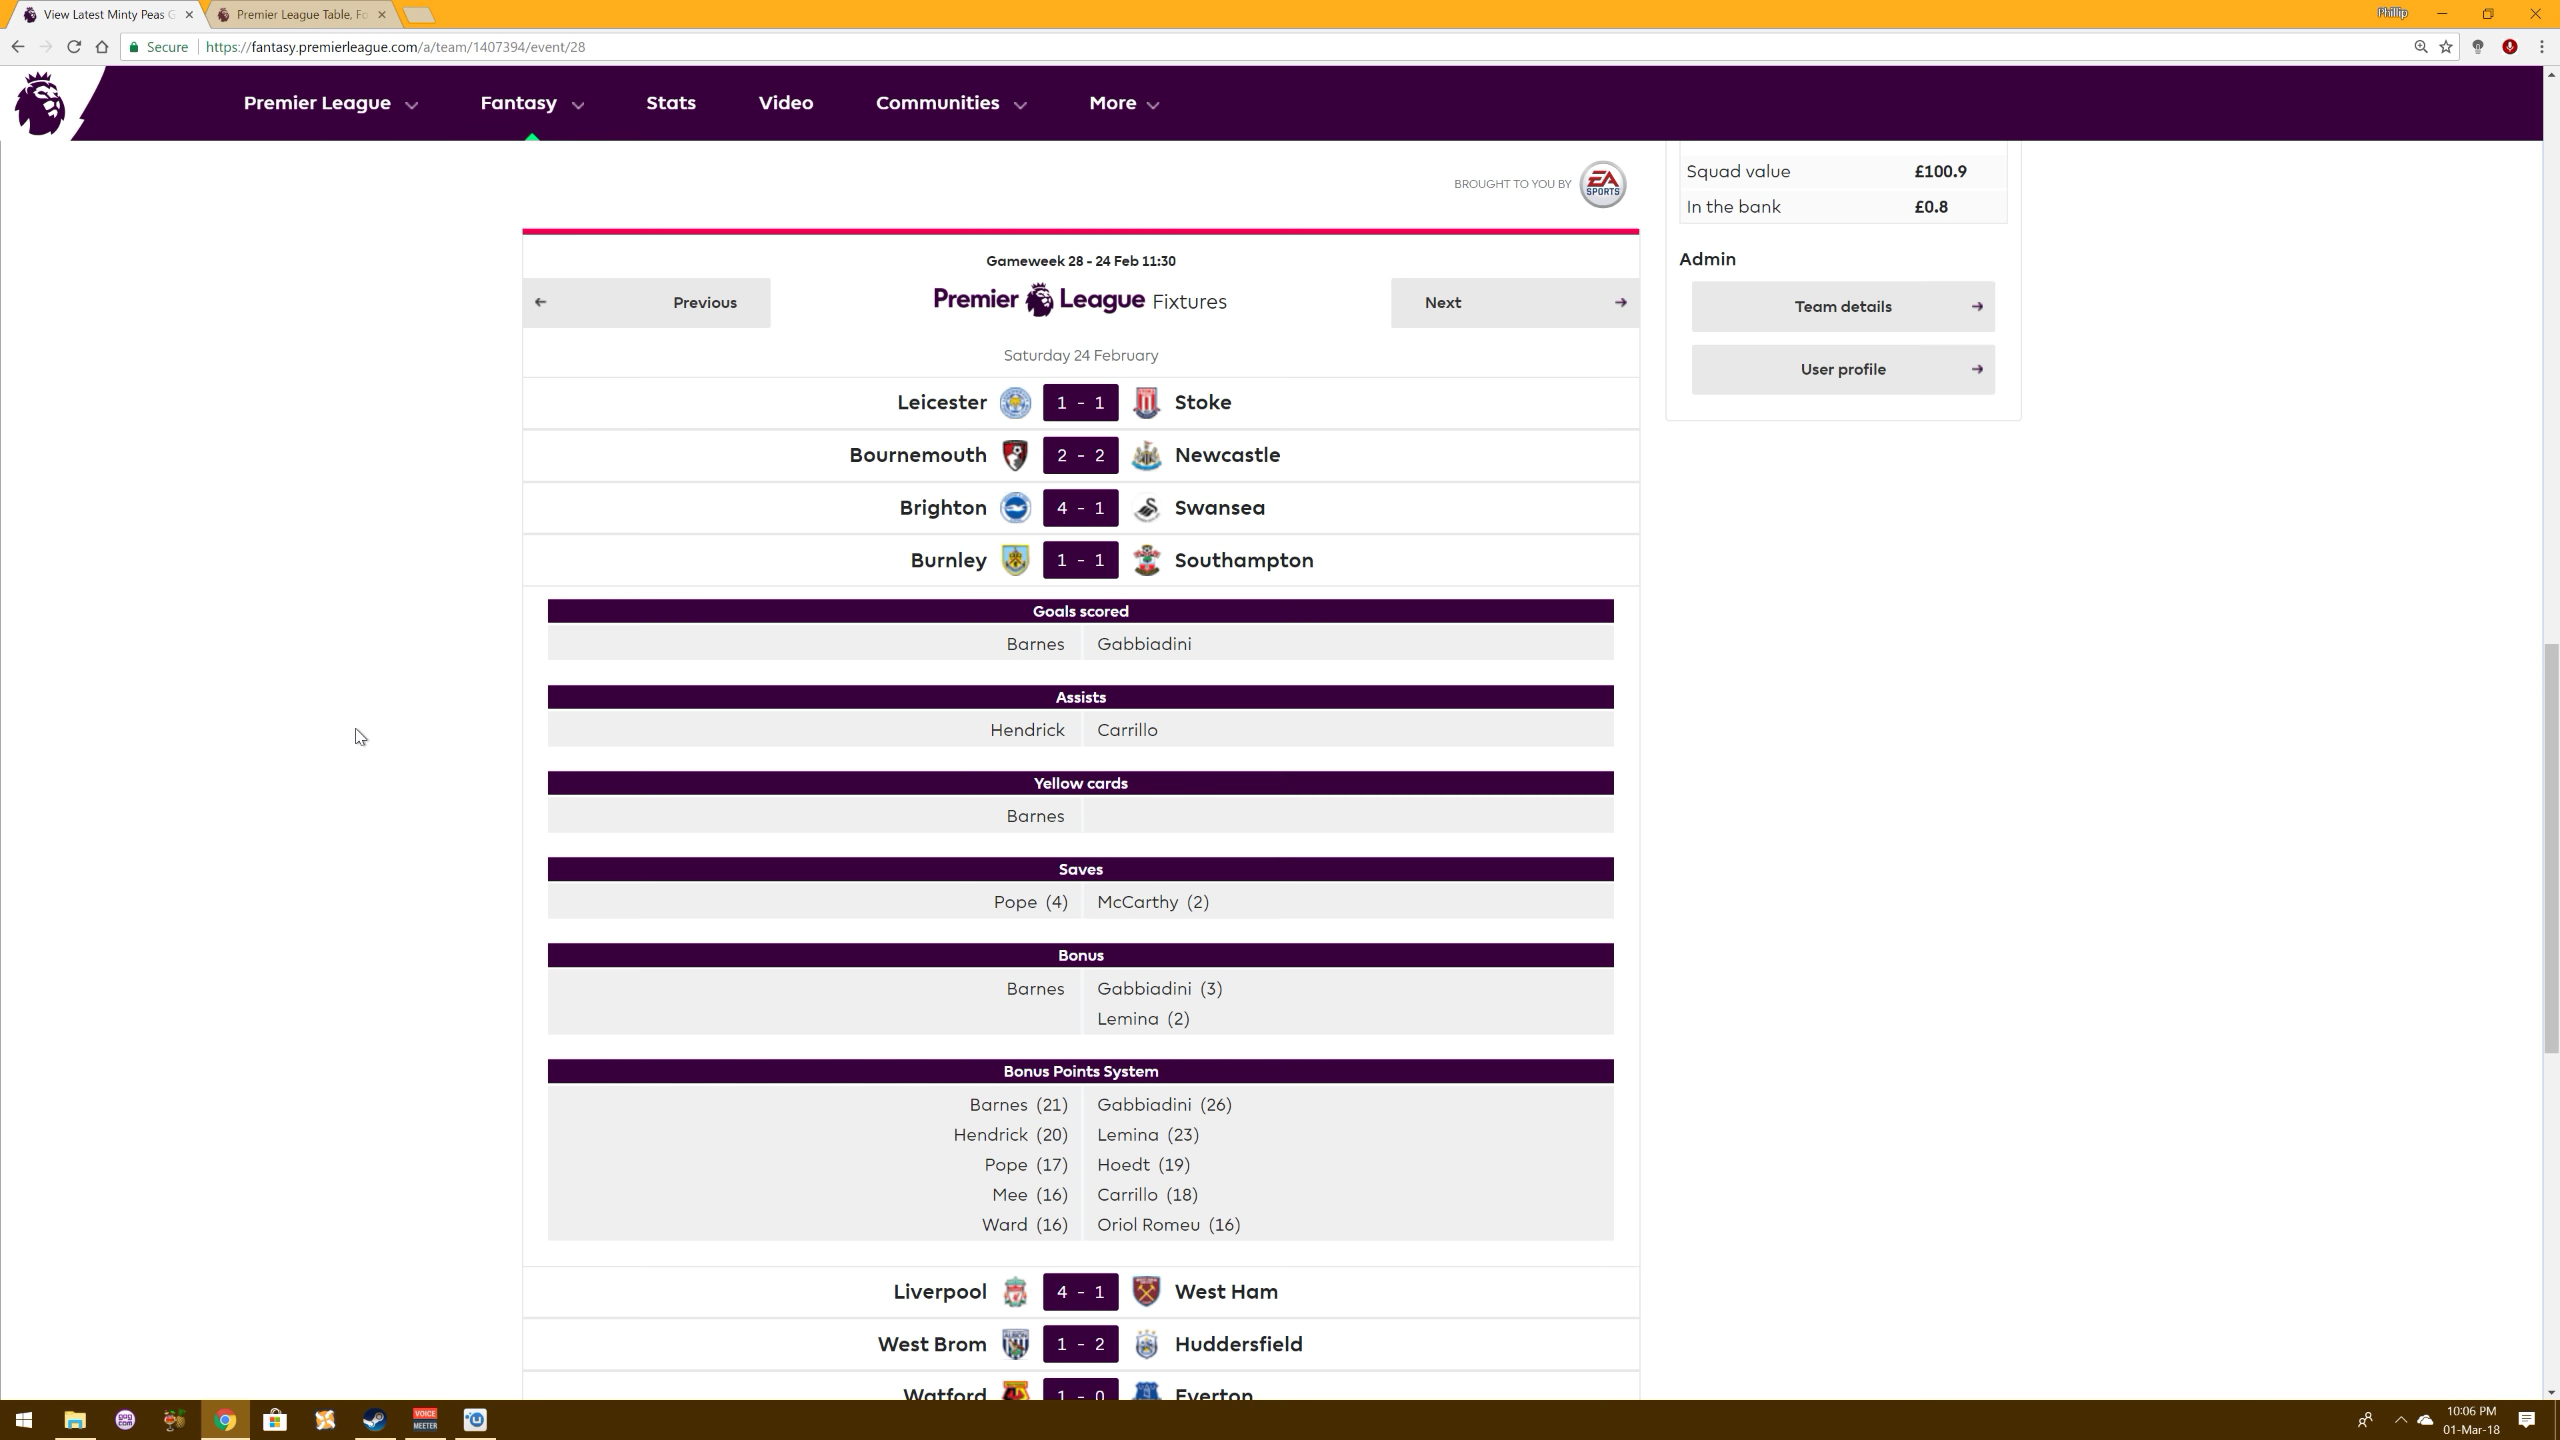 View Latest Minty Peas G
Premier League Table, Fo
Phillip
Secure https://fantasy.premierleague.com/a/team/1407394/event/28
Premier League Fantasy Stats Video Communities More
Squad value £100.9
BROUGHT TO YOU BY EA SPORTS
In the bank £0.8
Gameweek 28 - 24 Feb 11:30
Admin
Previous Premier League Fixtures Next
Team details
Saturday 24 February
User profile
Leicester 1 - 1 Stoke
Bournemouth 2 - 2 Newcastle
Brighton 4 - 1 Swansea
Burnley 1 - 1 Southampton
Goals scored
Barnes Gabbiadini
Assists
Hendrick Carrillo
Yellow cards
Barnes
Saves
Pope (4) McCarthy (2)
Bonus
Barnes Gabbiadini (3)
Lemina (2)
Bonus Points System
Barnes (21) Gabbiadini (26)
Hendrick (20) Lemina (23)
Pope (17) Hoedt (19)
Mee (16) Carrillo (18)
Ward (16) Oriol Romeu (16)
Liverpool 4 - 1 West Ham
West Brom 1 - 2 Huddersfield
Watford 1 - 0 Everton
GOG COM
VOICE MEETER
10:06 PM
01-Mar-18